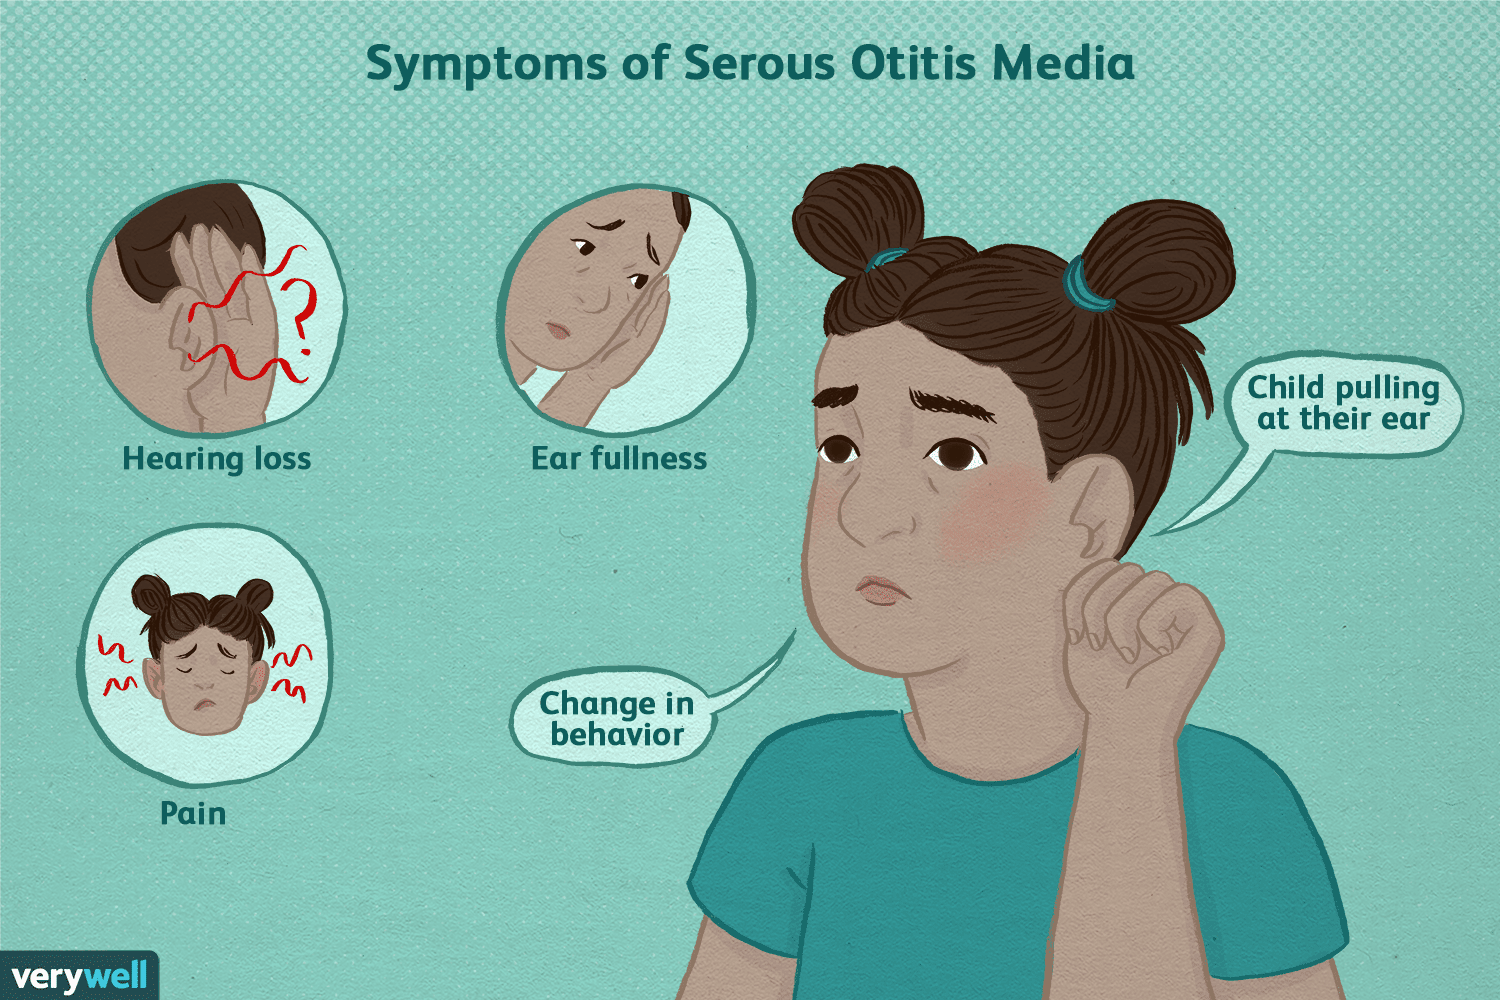 Symptoms of Serous Otitis Media
Hearing loss
Ear fullness
Child pulling
at their ear
Change in
behavior
Pain
verywell